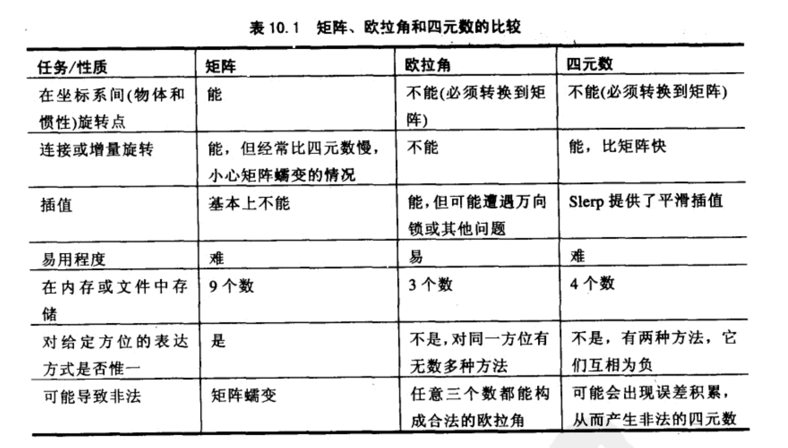 表 10.1 矩阵、欧拉角和四元数的比较
任务/性质 矩阵 欧拉角 四元数
在坐标系间(物体和 能 不能(必须转换到矩 不能(必须转换到矩阵)
惯性)旋转点 阵)
连接或增量旋转 能，但经常比四元数慢， 不能 能，比矩阵快
小心矩阵蠕变的情况
插值 基本上不能 能,但可能遭遇万向 Slerp 提供了平滑插值
锁或其他问题
易用程度 难 易 难
在内存或文件中存 9 个数 3 个数 4 个数
储
对给定方位的表达 是 不是,对同一方位有 不是，有两种方法，它
方式是否惟一 无数多种方法 们互相为负
可能导致非法 矩阵蠕变 任意三个数都能构 可能会出现误差积累，
成合法的欧拉角 从而产生非法的四元数